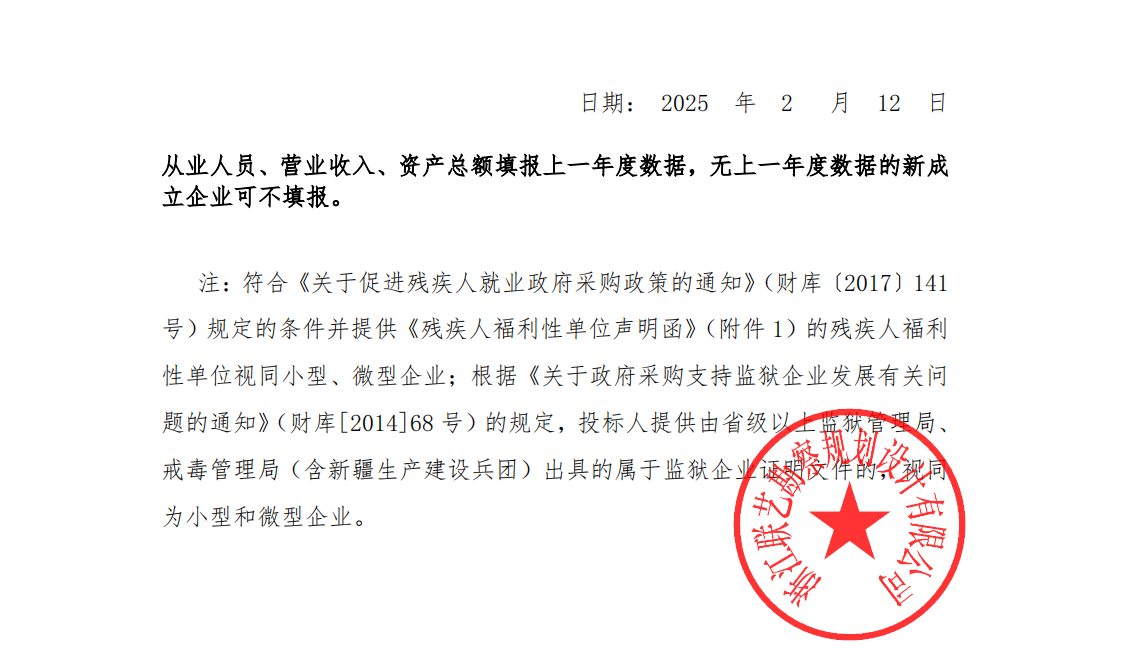 日期： 2025 年 2 月 12 日
从业人员、营业收入、资产总额填报上一年度数据，无上一年度数据的新成
立企业可不填报。
注：符合《关于促进残疾人就业政府采购政策的通知》（财库〔2017〕141
号）规定的条件并提供《残疾人福利性单位声明函》（附件 1）的残疾人福利
性单位视同小型、微型企业；根据《关于政府采购支持监狱企业发展有关问
题的通知》（财库[2014]68 号）的规定，投标人提供由省级以上监狱管理局、
戒毒管理局（含新疆生产建设兵团）出具的属于监狱企业证明文件的，视同
为小型和微型企业。
浙江联艺勘察规划设计有限公司